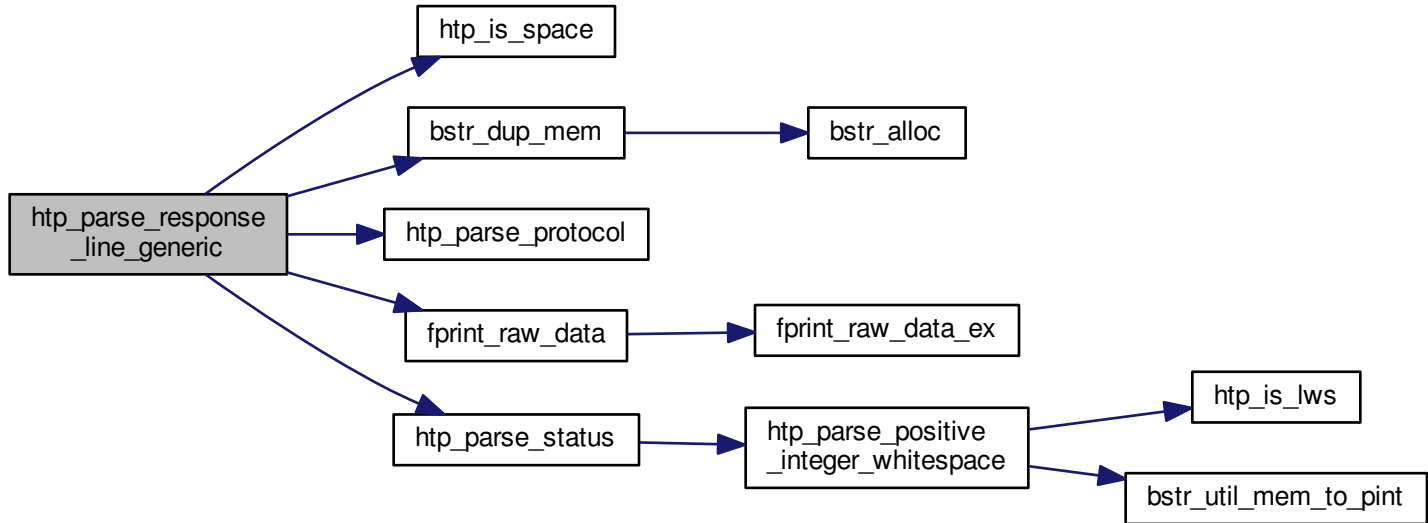 htp_is_space
bstr_dup_mem
bstr_alloc
htp_parse_response
_line_generic
htp_parse_protocol
fprint_raw_data
fprint_raw_data_ex
htp_parse_status
htp_parse_positive
_integer_whitespace
htp_is_lws
bstr_util_mem_to_pint